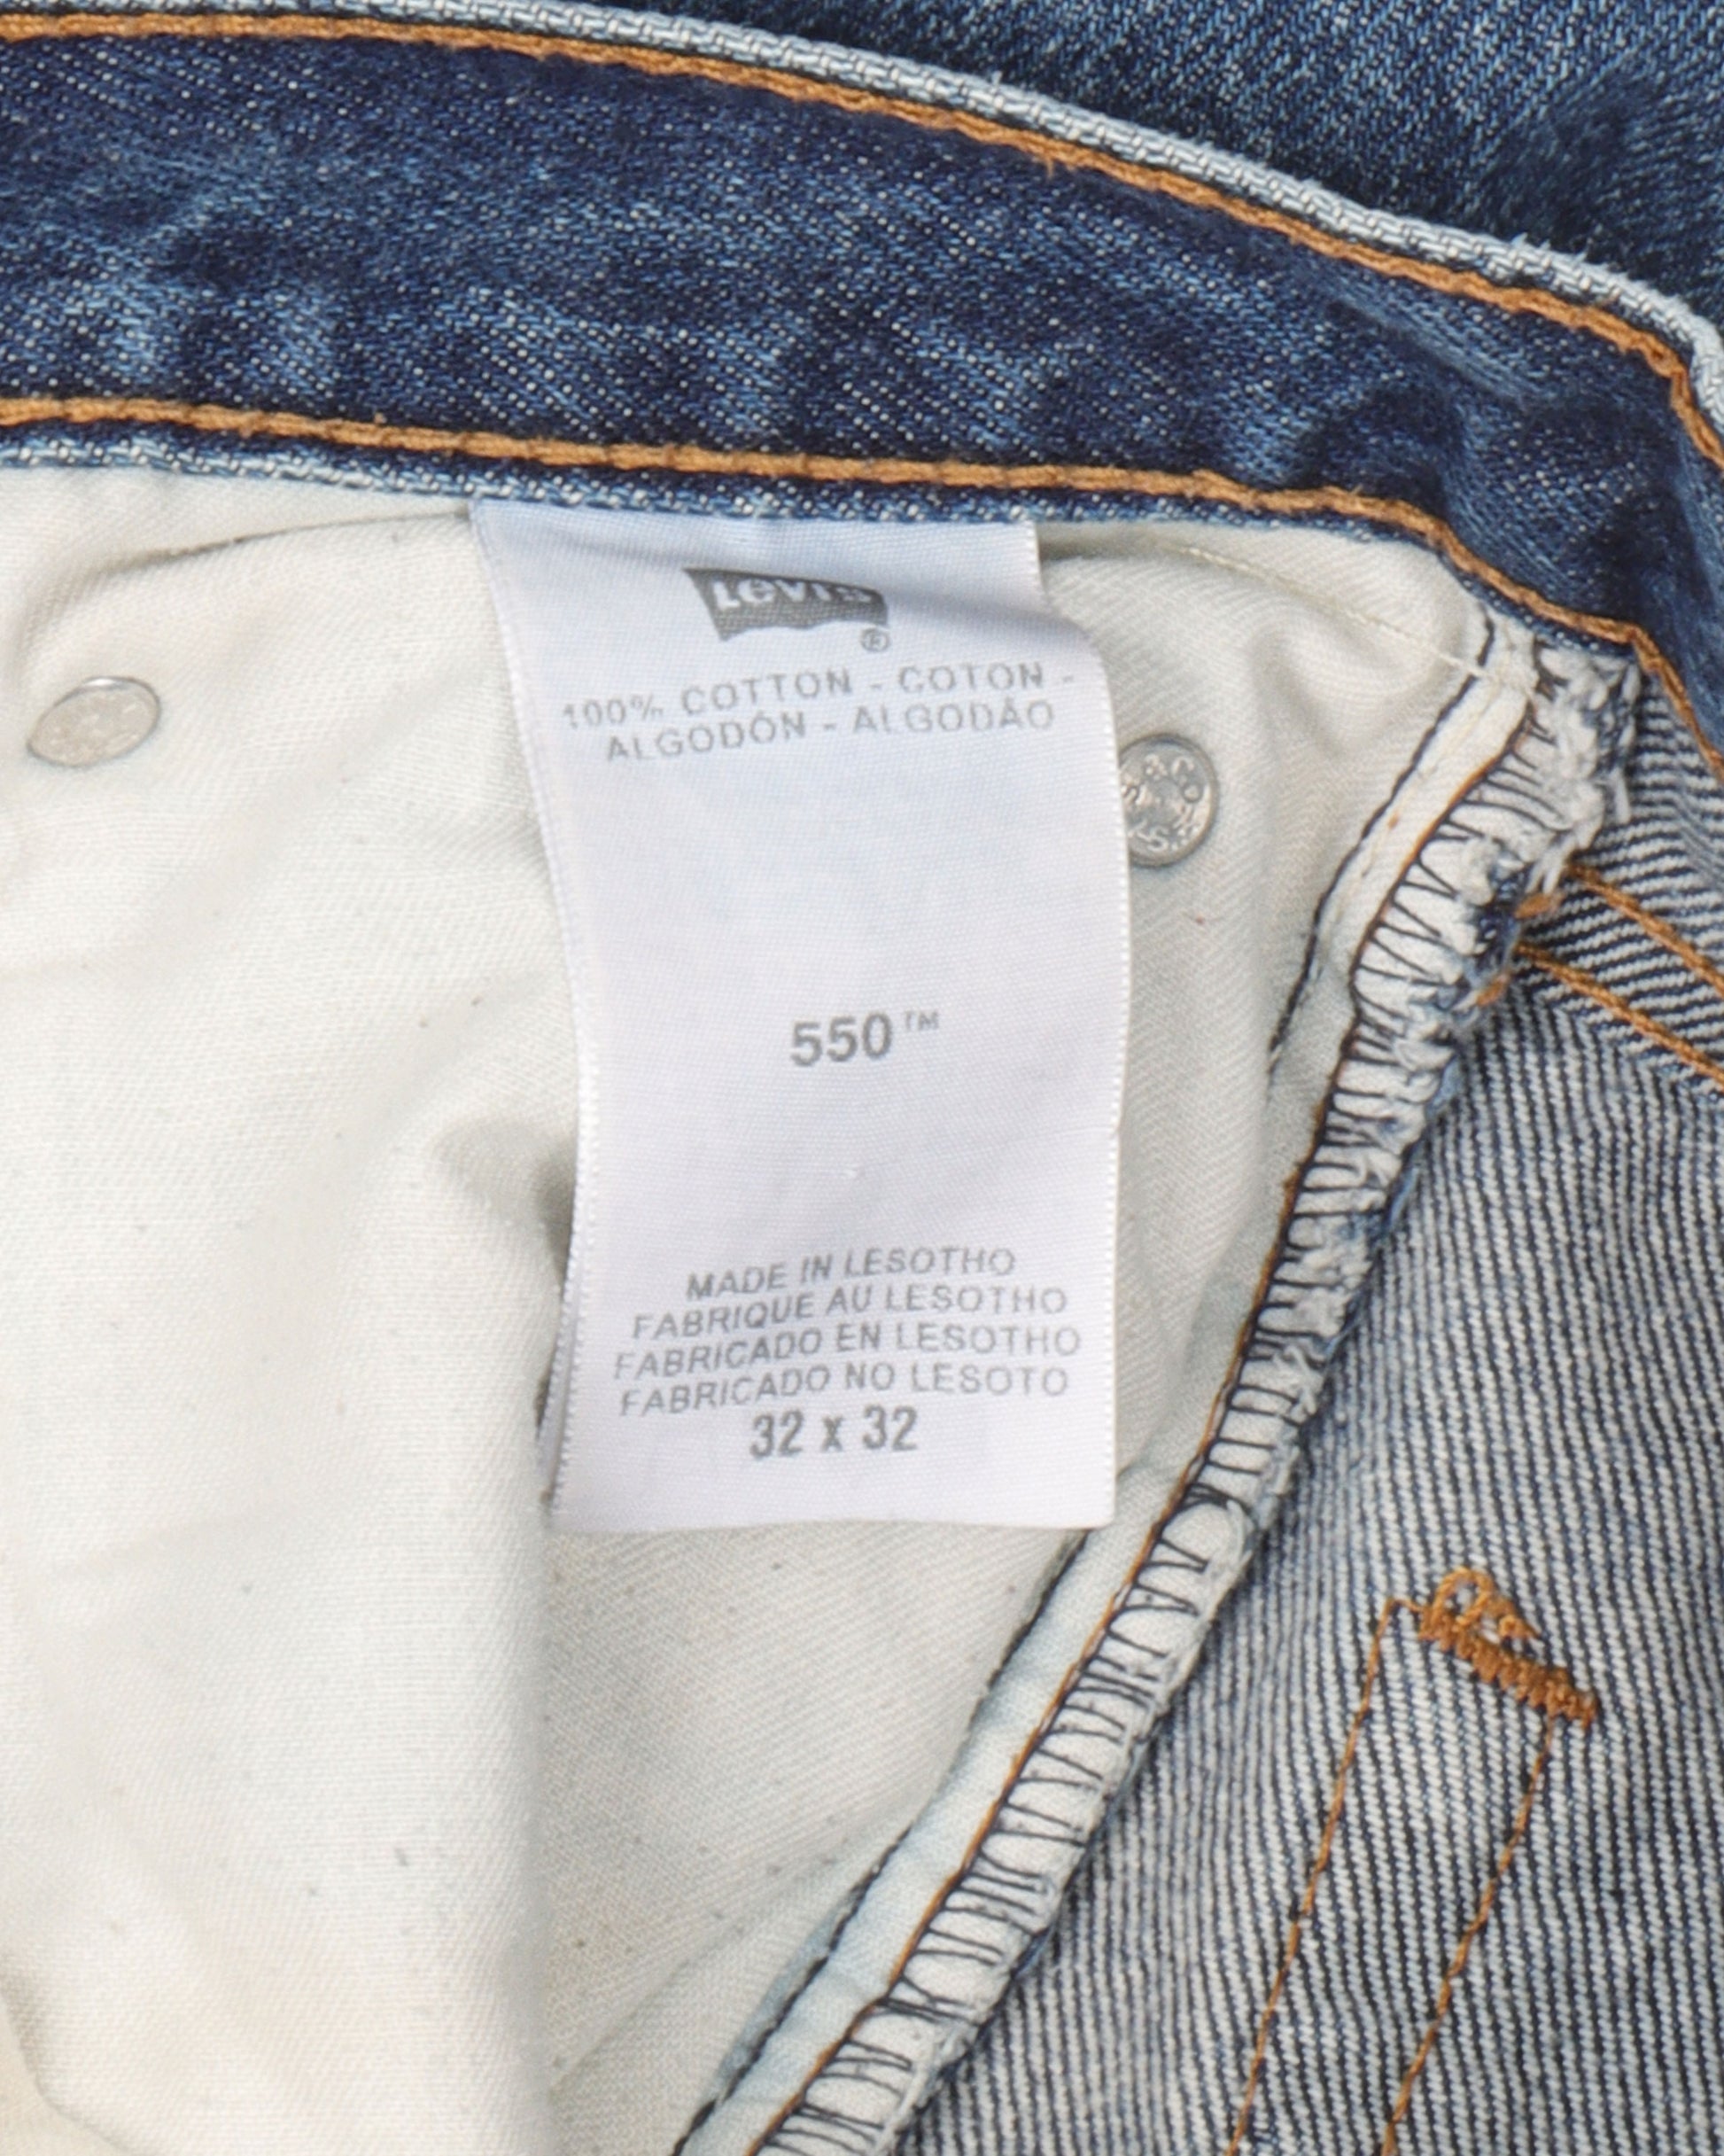 Levi's
®
100% COTTON - COTON -
ALGODÓN - ALGODÃO
550™
MADE IN LESOTHO
FABRIQUE AU LESOTHO
FABRICADO EN LESOTHO
FABRICADO NO LESOTO
32 x 32